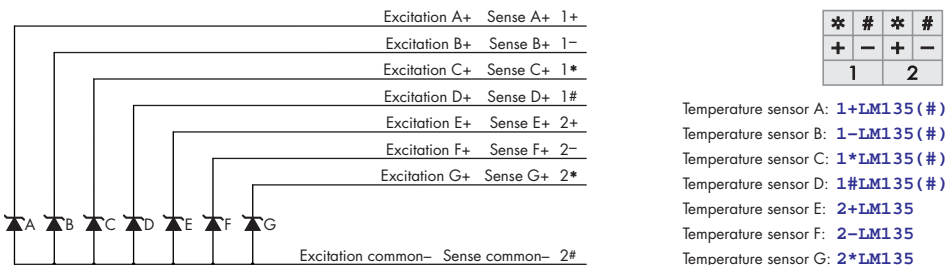 Excitation A+ Sense A+ 1+
Excitation B+ Sense B+ 1–
Excitation C+ Sense C+ 1*
Excitation D+ Sense D+ 1#
Excitation E+ Sense E+ 2+
Excitation F+ Sense F+ 2–
Excitation G+ Sense G+ 2*
A B C D E F G
Excitation common– Sense common– 2#
* # * #
+ – + –
1 2
Temperature sensor A: 1+LM135(#)
Temperature sensor B: 1–LM135(#)
Temperature sensor C: 1*LM135(#)
Temperature sensor D: 1#LM135(#)
Temperature sensor E: 2+LM135
Temperature sensor F: 2–LM135
Temperature sensor G: 2*LM135